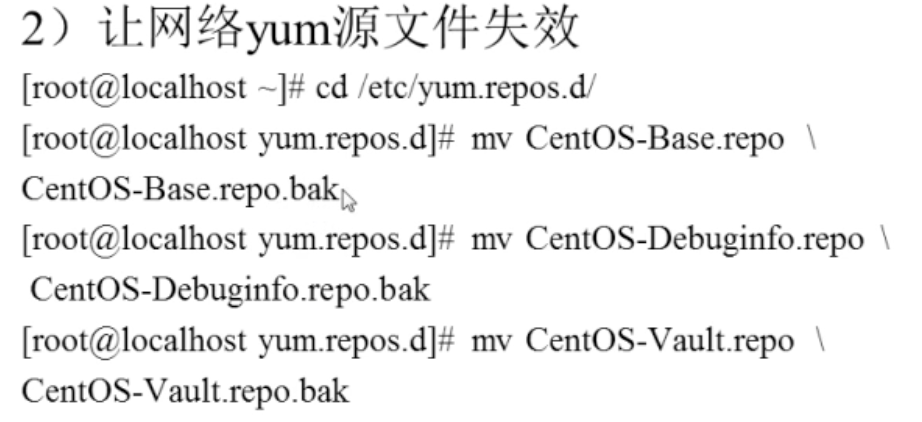 2）让网络yum源文件失效
[root@localhost ~]# cd /etc/yum.repos.d/
[root@localhost yum.repos.d]# mv CentOS-Base.repo \
CentOS-Base.repo.bak
[root@localhost yum.repos.d]# mv CentOS-Debuginfo.repo \
CentOS-Debuginfo.repo.bak
[root@localhost yum.repos.d]# mv CentOS-Vault.repo \
CentOS-Vault.repo.bak